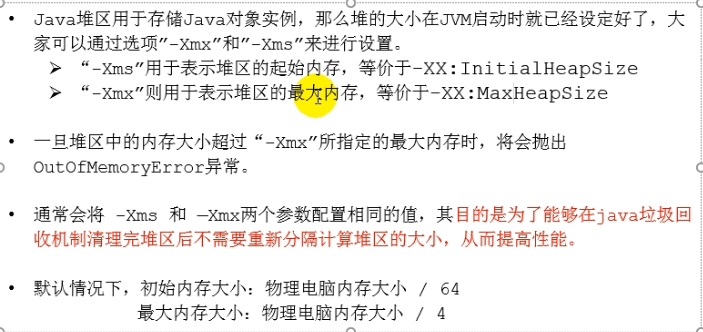 • Java堆区用于存储Java对象实例，那么堆的大小在JVM启动时就已经设定好了，大
家可以通过选项”-Xmx”和”-Xms”来进行设置。
➢ “-Xms”用于表示堆区的起始内存，等价于-XX:InitialHeapSize
➢ “-Xmx”则用于表示堆区的最大内存，等价于-XX:MaxHeapSize
• 一旦堆区中的内存大小超过“-Xmx”所指定的最大内存时，将会抛出
OutOfMemoryError异常。
• 通常会将 -Xms 和 –Xmx两个参数配置相同的值，其目的是为了能够在java垃圾回
收机制清理完堆区后不需要重新分隔计算堆区的大小，从而提高性能。
• 默认情况下，初始内存大小：物理电脑内存大小 / 64
最大内存大小：物理电脑内存大小 / 4